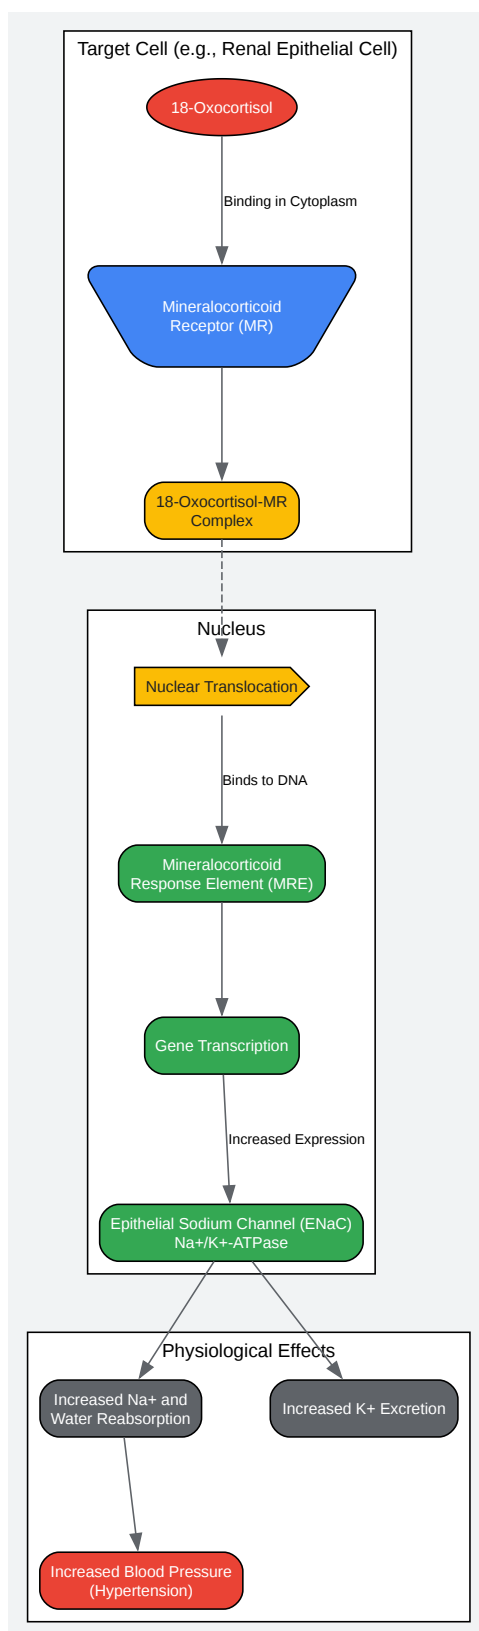 Target Cell (e.g., Renal Epithelial Cell)
18-Oxocortisol
Binding in Cytoplasm
Mineralocorticoid
Receptor (MR)
18-Oxocortisol-MR
Complex
Nucleus
Nuclear Translocation
Binds to DNA
Mineralocorticoid
Response Element (MRE)
Gene Transcription
Increased Expression
Epithelial Sodium Channel (ENaC)
Na+/K+-ATPase
Physiological Effects
Increased Na+ and
Water Reabsorption
Increased K+ Excretion
Increased Blood Pressure
(Hypertension)